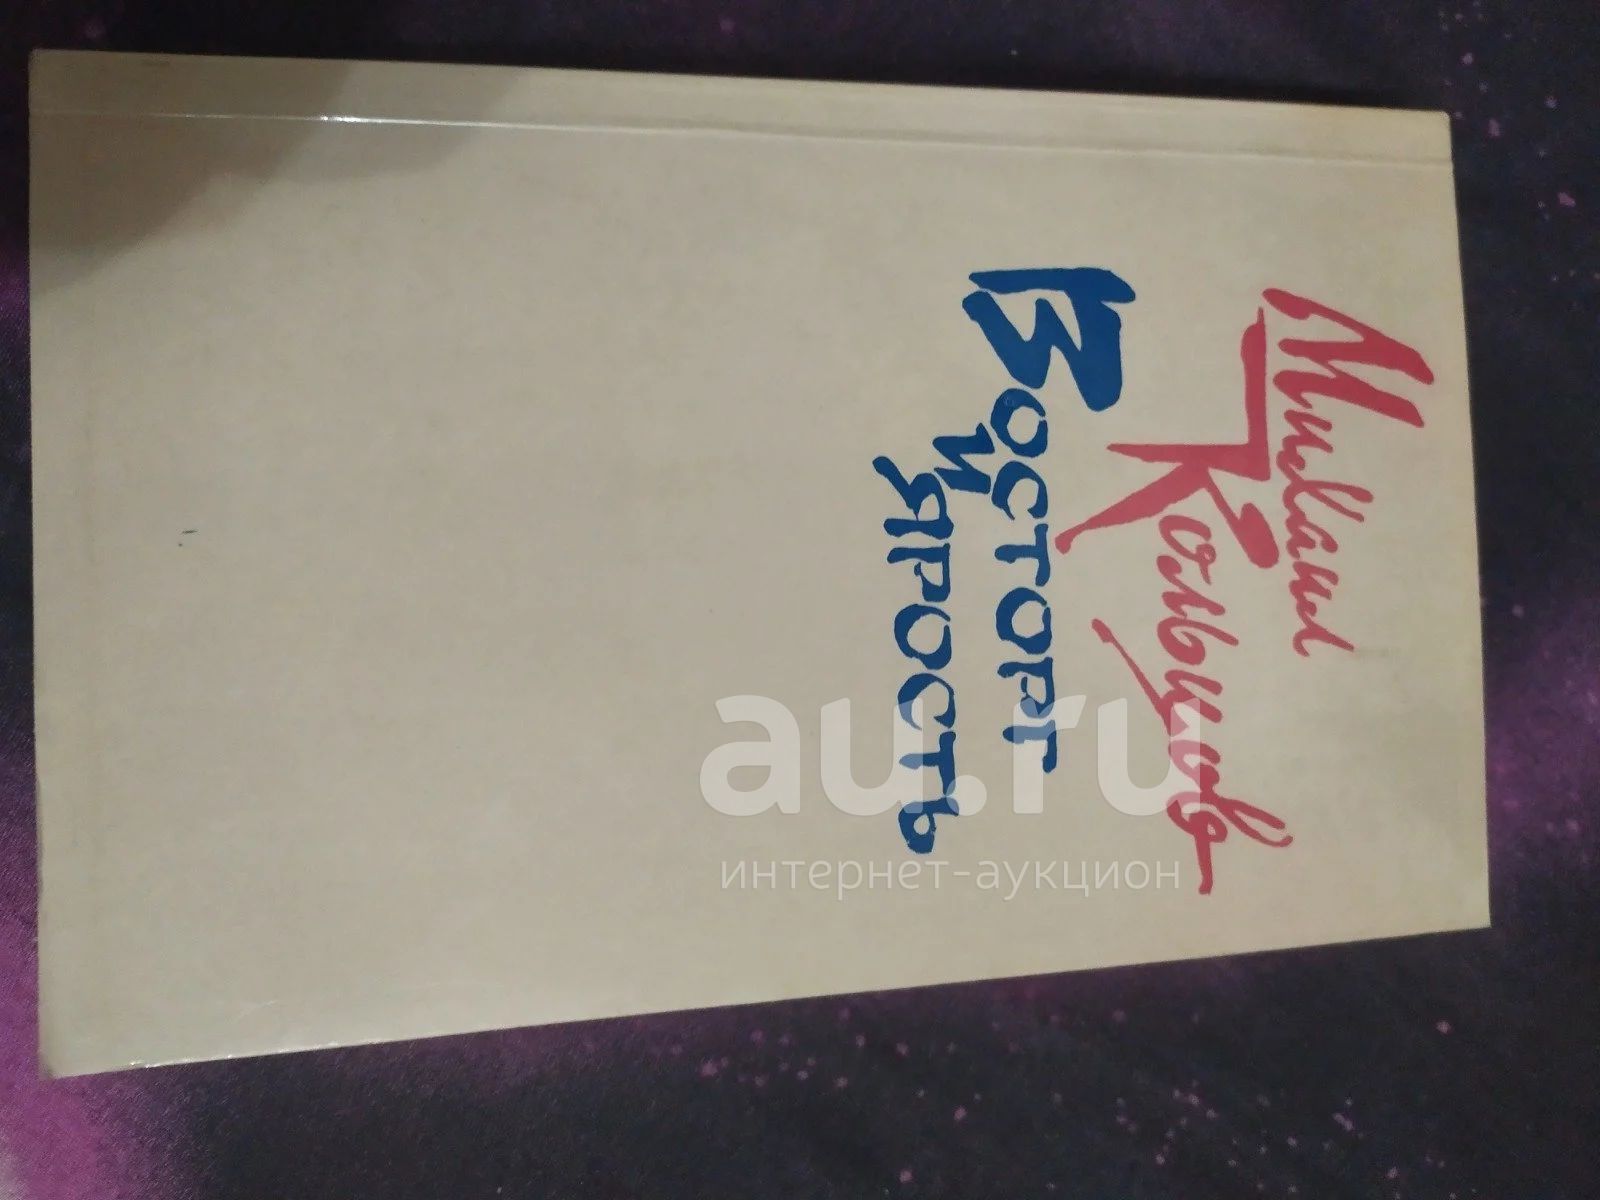 Михаил
Кольцов
Восторг
и
ярость
au.ru
интернет-аукцион